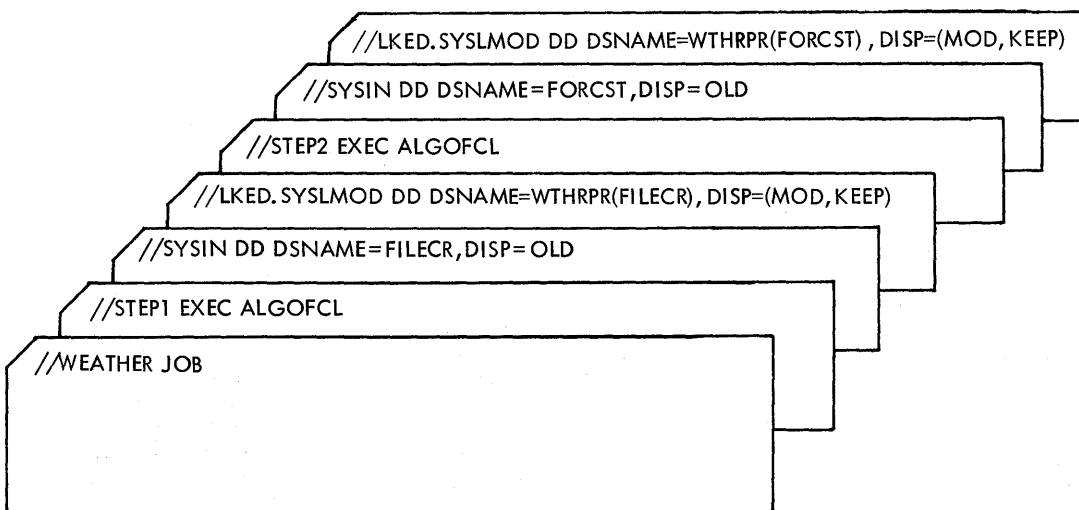 //LKED.SYSLMOD DD DSNAME=WTHRPR(FORCST), DISP=(MOD, KEEP)
//SYSIN DD DSNAME=FORCST,DISP=OLD
//STEP2 EXEC ALGOFCL
//LKED.SYSLMOD DD DSNAME=WTHRPR(FILECR), DISP=(MOD, KEEP)
//SYSIN DD DSNAME=FILECR,DISP=OLD
//STEP1 EXEC ALGOFCL
//WEATHER JOB